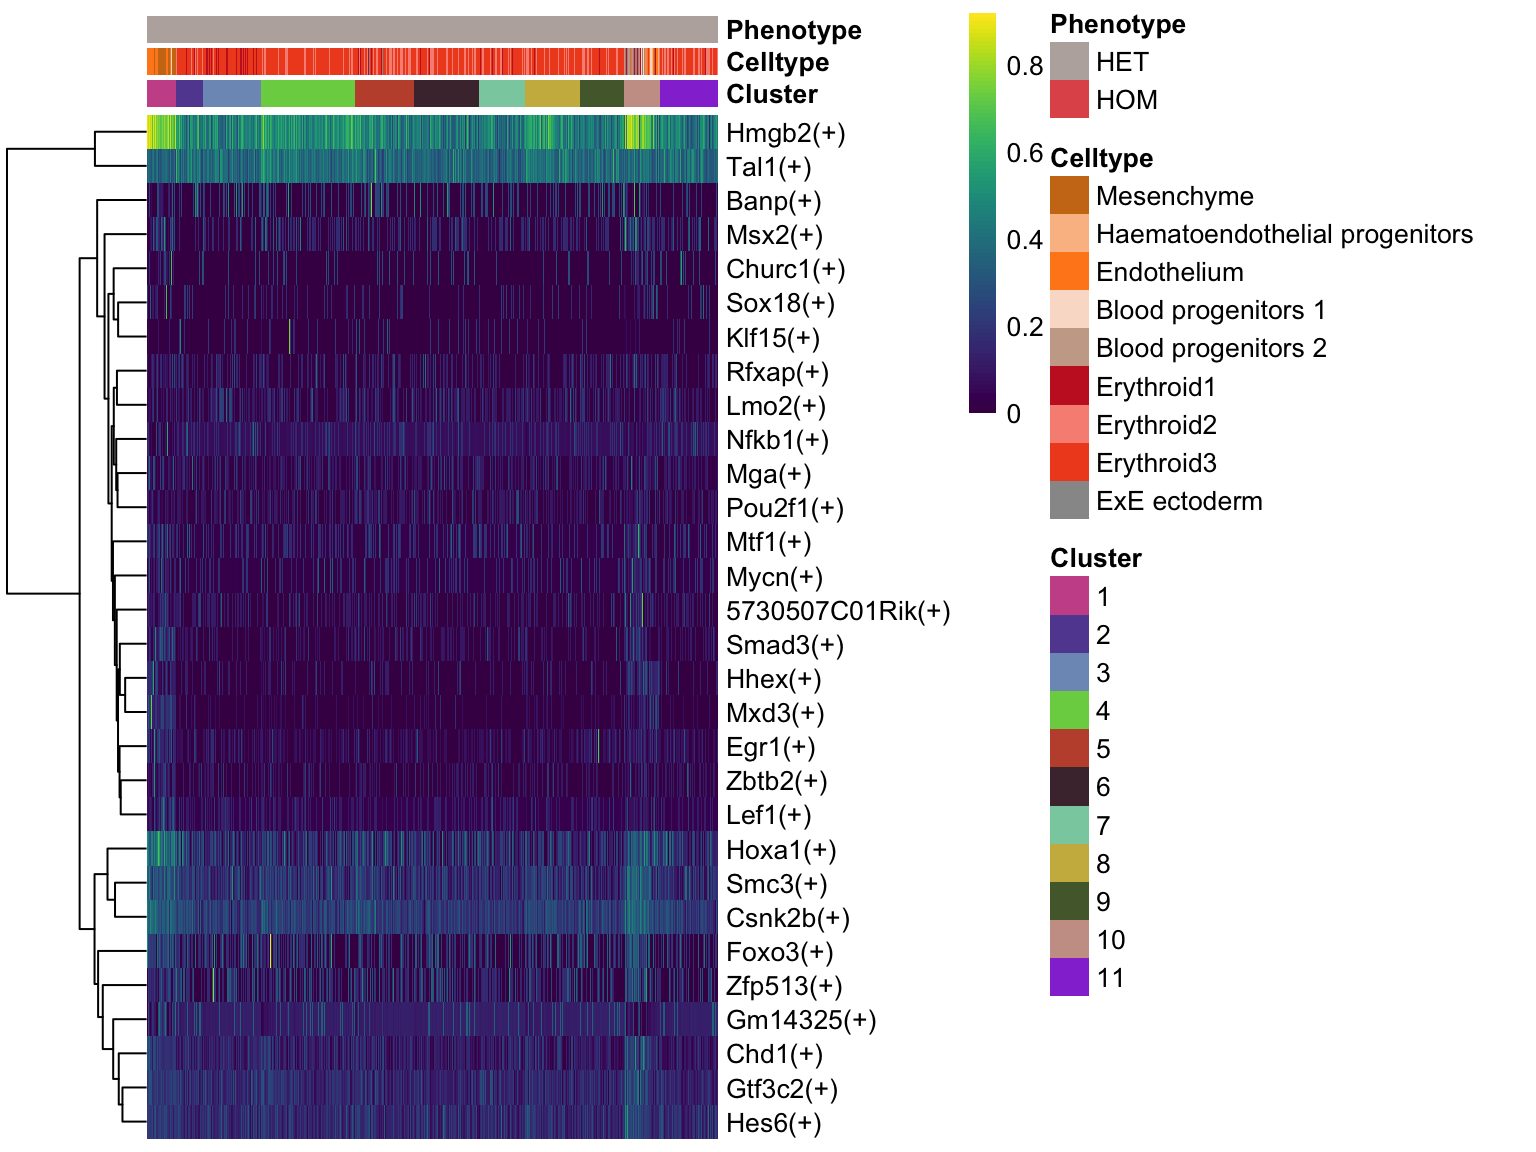 Phenotype
Celltype
Cluster
Hmgb2(+)
Tal1(+)
Banp(+)
Msx2(+)
Churc1(+)
Sox18(+)
Klf15(+)
Rfxap(+)
Lmo2(+)
Nfkb1(+)
Mga(+)
Pou2f1(+)
Mtf1(+)
Mycn(+)
5730507C01Rik(+)
Smad3(+)
Hhex(+)
Mxd3(+)
Egr1(+)
Zbtb2(+)
Lef1(+)
Hoxa1(+)
Smc3(+)
Csnk2b(+)
Foxo3(+)
Zfp513(+)
Gm14325(+)
Chd1(+)
Gtf3c2(+)
Hes6(+)
0.8
0.6
0.4
0.2
0
Phenotype
HET
HOM
Celltype
Mesenchyme
Haematoendothelial progenitors
Endothelium
Blood progenitors 1
Blood progenitors 2
Erythroid1
Erythroid2
Erythroid3
ExE ectoderm
Cluster
1
2
3
4
5
6
7
8
9
10
11